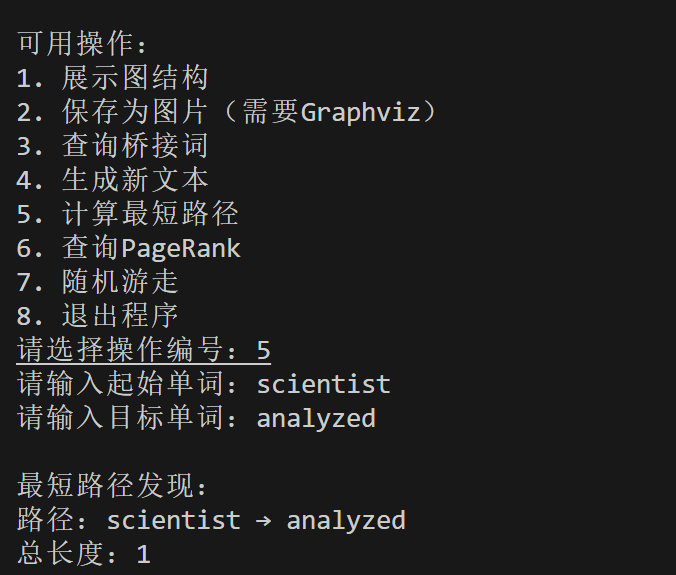 可用操作：
1. 展示图结构
2. 保存为图片（需要Graphviz）
3. 查询桥接词
4. 生成新文本
5. 计算最短路径
6. 查询PageRank
7. 随机游走
8. 退出程序
请选择操作编号：5
请输入起始单词：scientist
请输入目标单词：analyzed
最短路径发现：
路径：scientist → analyzed
总长度：1